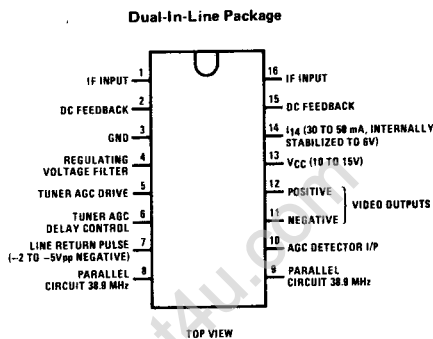 Dual-In-Line Package
IF INPUT 1
DC FEEDBACK 2
GND 3
REGULATING
VOLTAGE FILTER 4
TUNER AGC DRIVE 5
TUNER AGC
DELAY CONTROL 6
LINE RETURN PULSE
(−2 TO −5Vpp NEGATIVE) 7
PARALLEL
CIRCUIT 38.9 MHz 8
16 IF INPUT
15 DC FEEDBACK
14 I14 (30 TO 58 mA, INTERNALLY
STABILIZED TO 6V)
13 VCC (10 TO 15V)
12 POSITIVE
11 NEGATIVE
VIDEO OUTPUTS
10 AGC DETECTOR I/P
9 PARALLEL
CIRCUIT 38.9 MHz
TOP VIEW
t4u.com